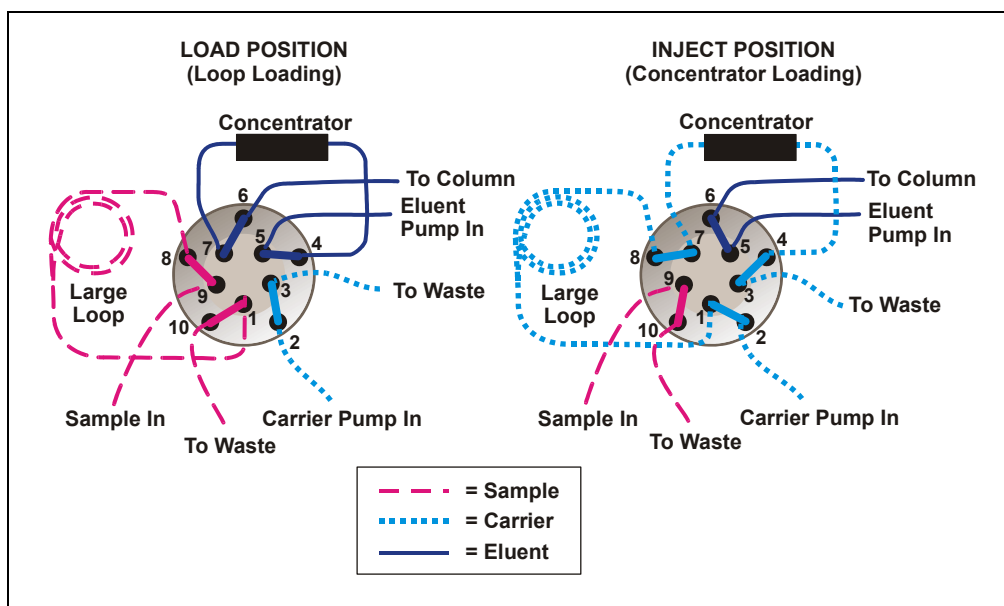 LOAD POSITION
(Loop Loading)
Concentrator
To Column
Eluent
Pump In
6
5
4
7
8
9
3
To Waste
Large
Loop
10
1
2
Sample In
Carrier Pump In
To Waste
INJECT POSITION
(Concentrator Loading)
Concentrator
To Column
Eluent
Pump In
6
5
4
7
8
9
3
To Waste
Large
Loop
10
1
2
Sample In
Carrier Pump In
To Waste
= Sample
= Carrier
= Eluent